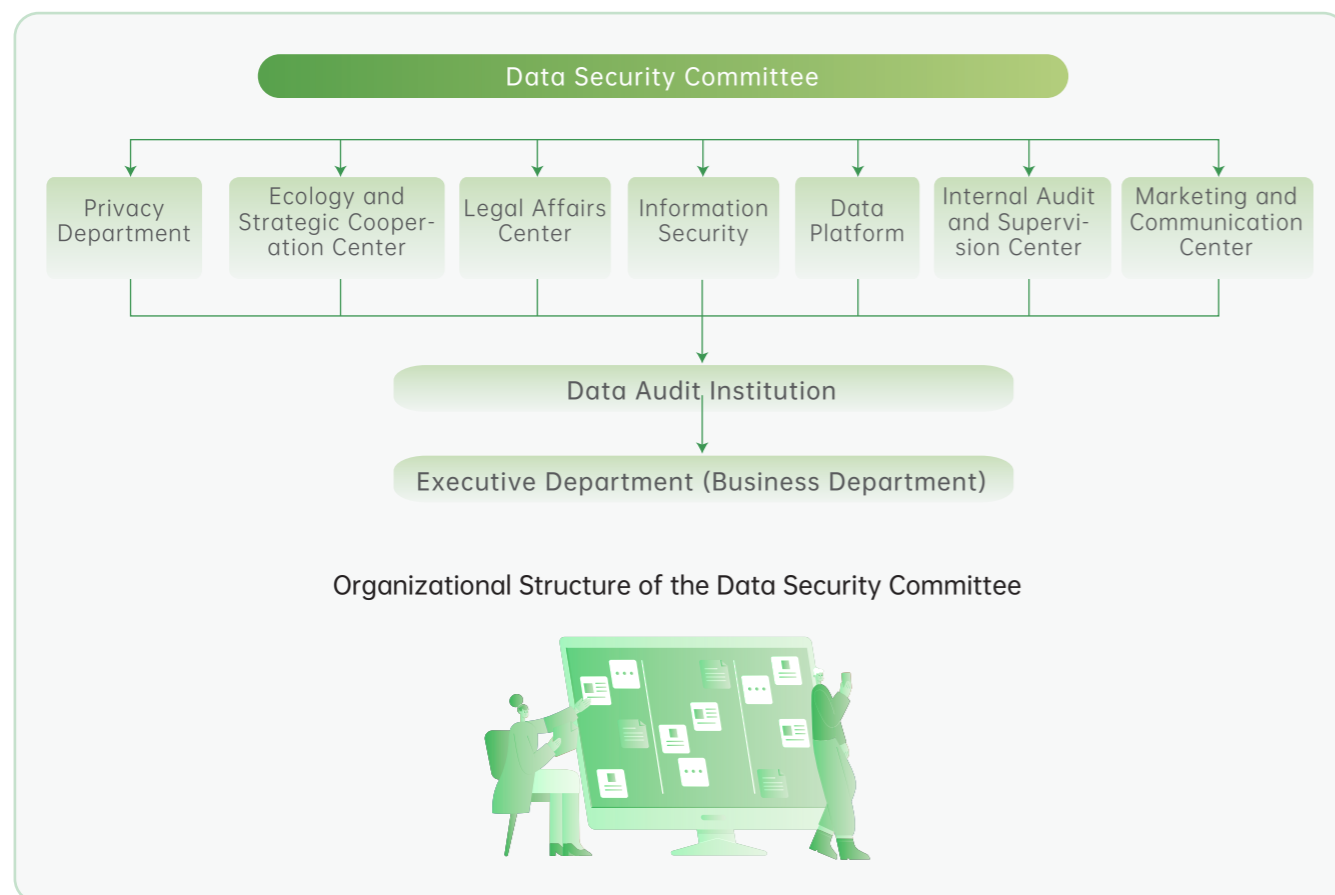 Data Security Committee
Privacy
Department
Ecology and
Strategic Cooper-
ation Center
Legal Affairs
Center
Information
Security
Data
Platform
Internal Audit
and Supervi-
sion Center
Marketing and
Communication
Center
Data Audit Institution
Executive Department (Business Department)
Organizational Structure of the Data Security Committee